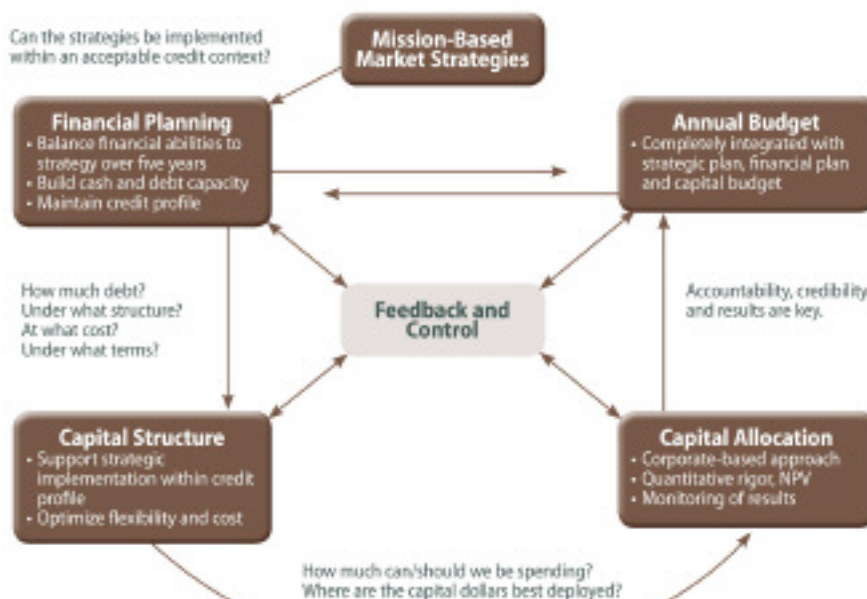 Can the strategies be implemented
within an acceptable credit context?
Mission-Based
Market Strategies
Financial Planning
• Balance financial abilities to
strategy over five years
• Build cash and debt capacity
• Maintain credit profile
Annual Budget
• Completely integrated with
strategic plan, financial plan
and capital budget
How much debt?
Under what structure?
At what cost?
Under what terms?
Feedback and
Control
Accountability, credibility
and results are key.
Capital Structure
• Support strategic
implementation within credit
profile
• Optimize flexibility and cost
Capital Allocation
• Corporate-based approach
• Quantitative rigor, NPV
• Monitoring of results
How much can/should we be spending?
Where are the capital dollars best deployed?